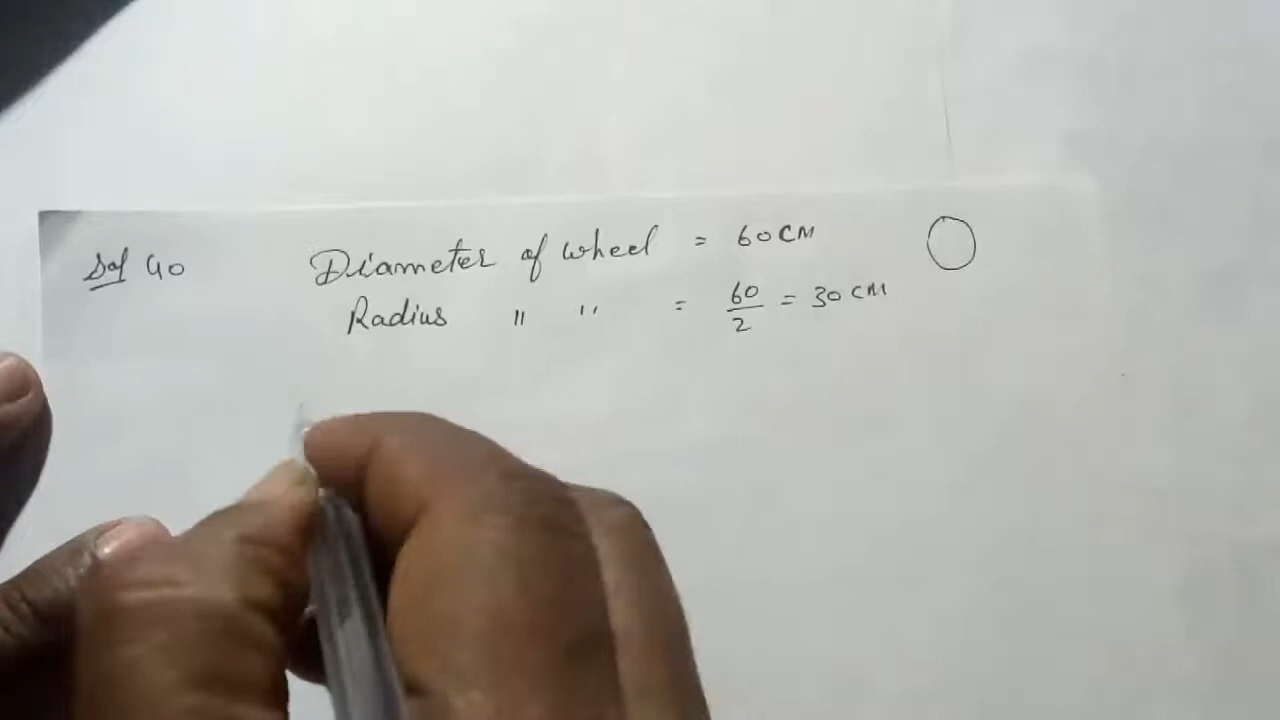 Sol 40 Diameter of wheel = 60 CM
Radius " " = 60/2 = 30 CM